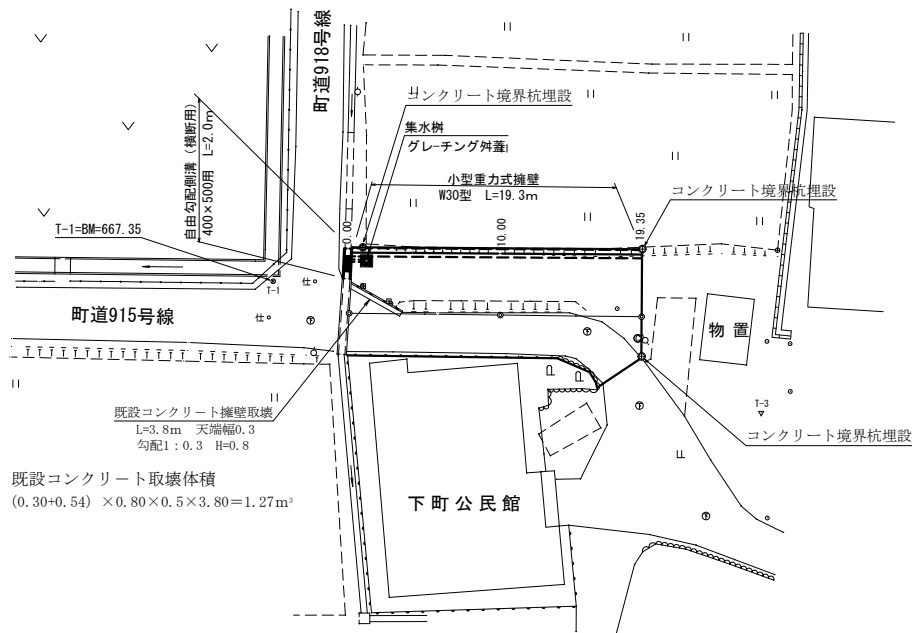 町道918号線
コンクリート境界杭埋設
集水桝
グレーチング桝蓋
自由勾配側溝（横断用）
400×500用 L=2.0m
小型重力式擁壁
W30型 L=19.3m
コンクリート境界杭埋設
T-1=BM=667.35
0.00
10.00
19.35
T-1
仕
仕
町道915号線
物置
既設コンクリート擁壁取壊
L=3.8m 天端幅0.3
勾配1：0.3 H=0.8
T-3
コンクリート境界杭埋設
既設コンクリート取壊体積
(0.30+0.54) ×0.80×0.5×3.80=1.27m³
下町公民館